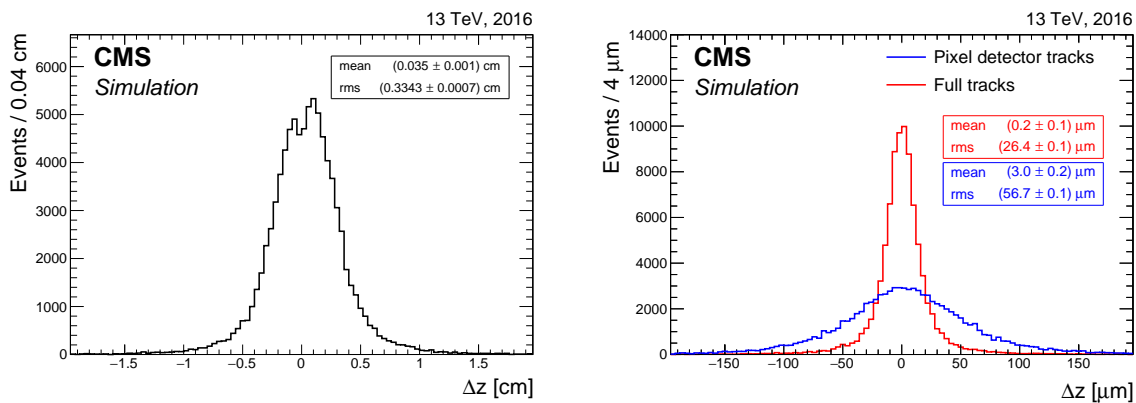 13 TeV, 2016
CMS
Simulation
mean (0.035 ± 0.001) cm
rms (0.3343 ± 0.0007) cm
Events / 0.04 cm
6000
5000
4000
3000
2000
1000
0
−1.5 −1 −0.5 0 0.5 1 1.5
Δz [cm]
13 TeV, 2016
CMS
Simulation
Pixel detector tracks
Full tracks
mean (0.2 ± 0.1) μm
rms (26.4 ± 0.1) μm
mean (3.0 ± 0.2) μm
rms (56.7 ± 0.1) μm
Events / 4 μm
14000
12000
10000
8000
6000
4000
2000
0
−150 −100 −50 0 50 100 150
Δz [μm]